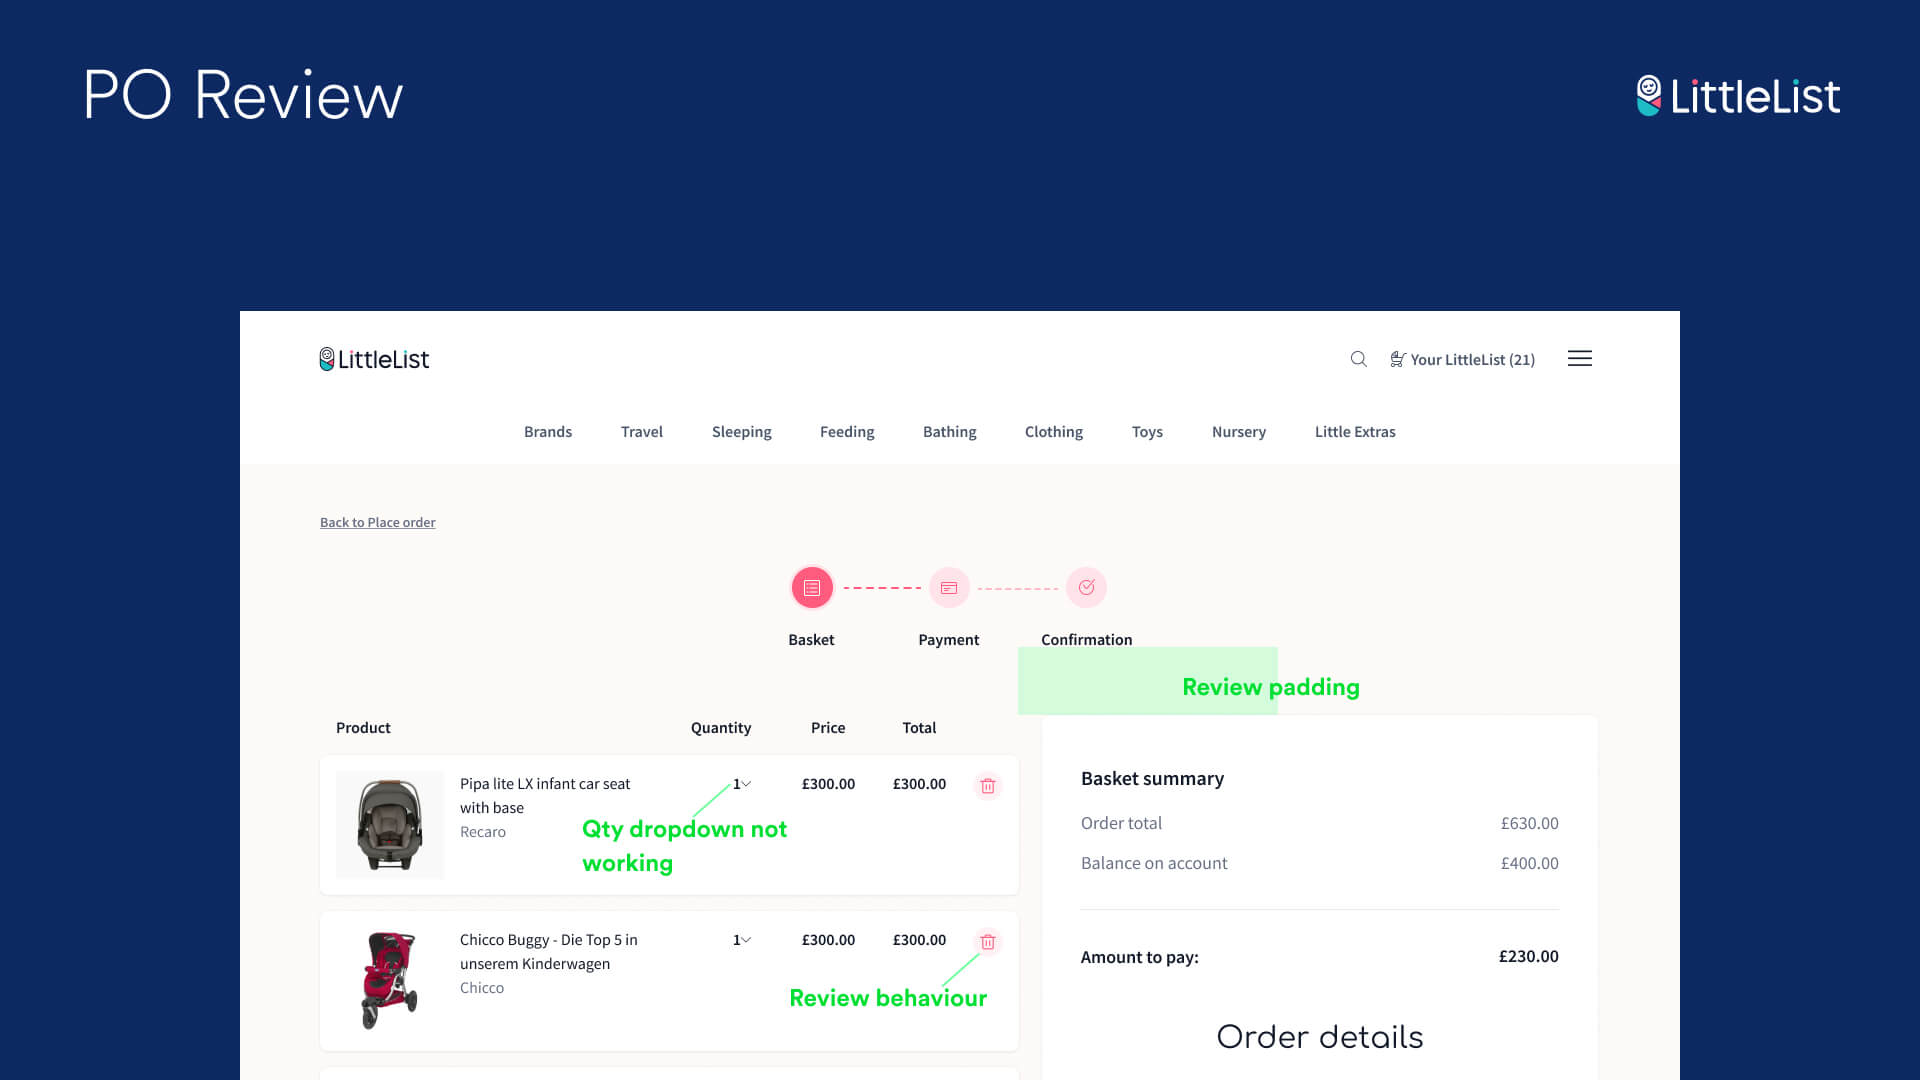 PO Review
LittleList
LittleList
Your LittleList (21)
Brands Travel Sleeping Feeding Bathing Clothing Toys Nursery Little Extras
Back to Place order
Basket Payment Confirmation
Review padding
Product Quantity Price Total
Pipa lite LX infant car seat
with base
Recaro
1 £300.00 £300.00
Qty dropdown not
working
Chicco Buggy - Die Top 5 in
unserem Kinderwagen
Chicco
1 £300.00 £300.00
Review behaviour
Basket summary
Order total £630.00
Balance on account £400.00
Amount to pay: £230.00
Order details